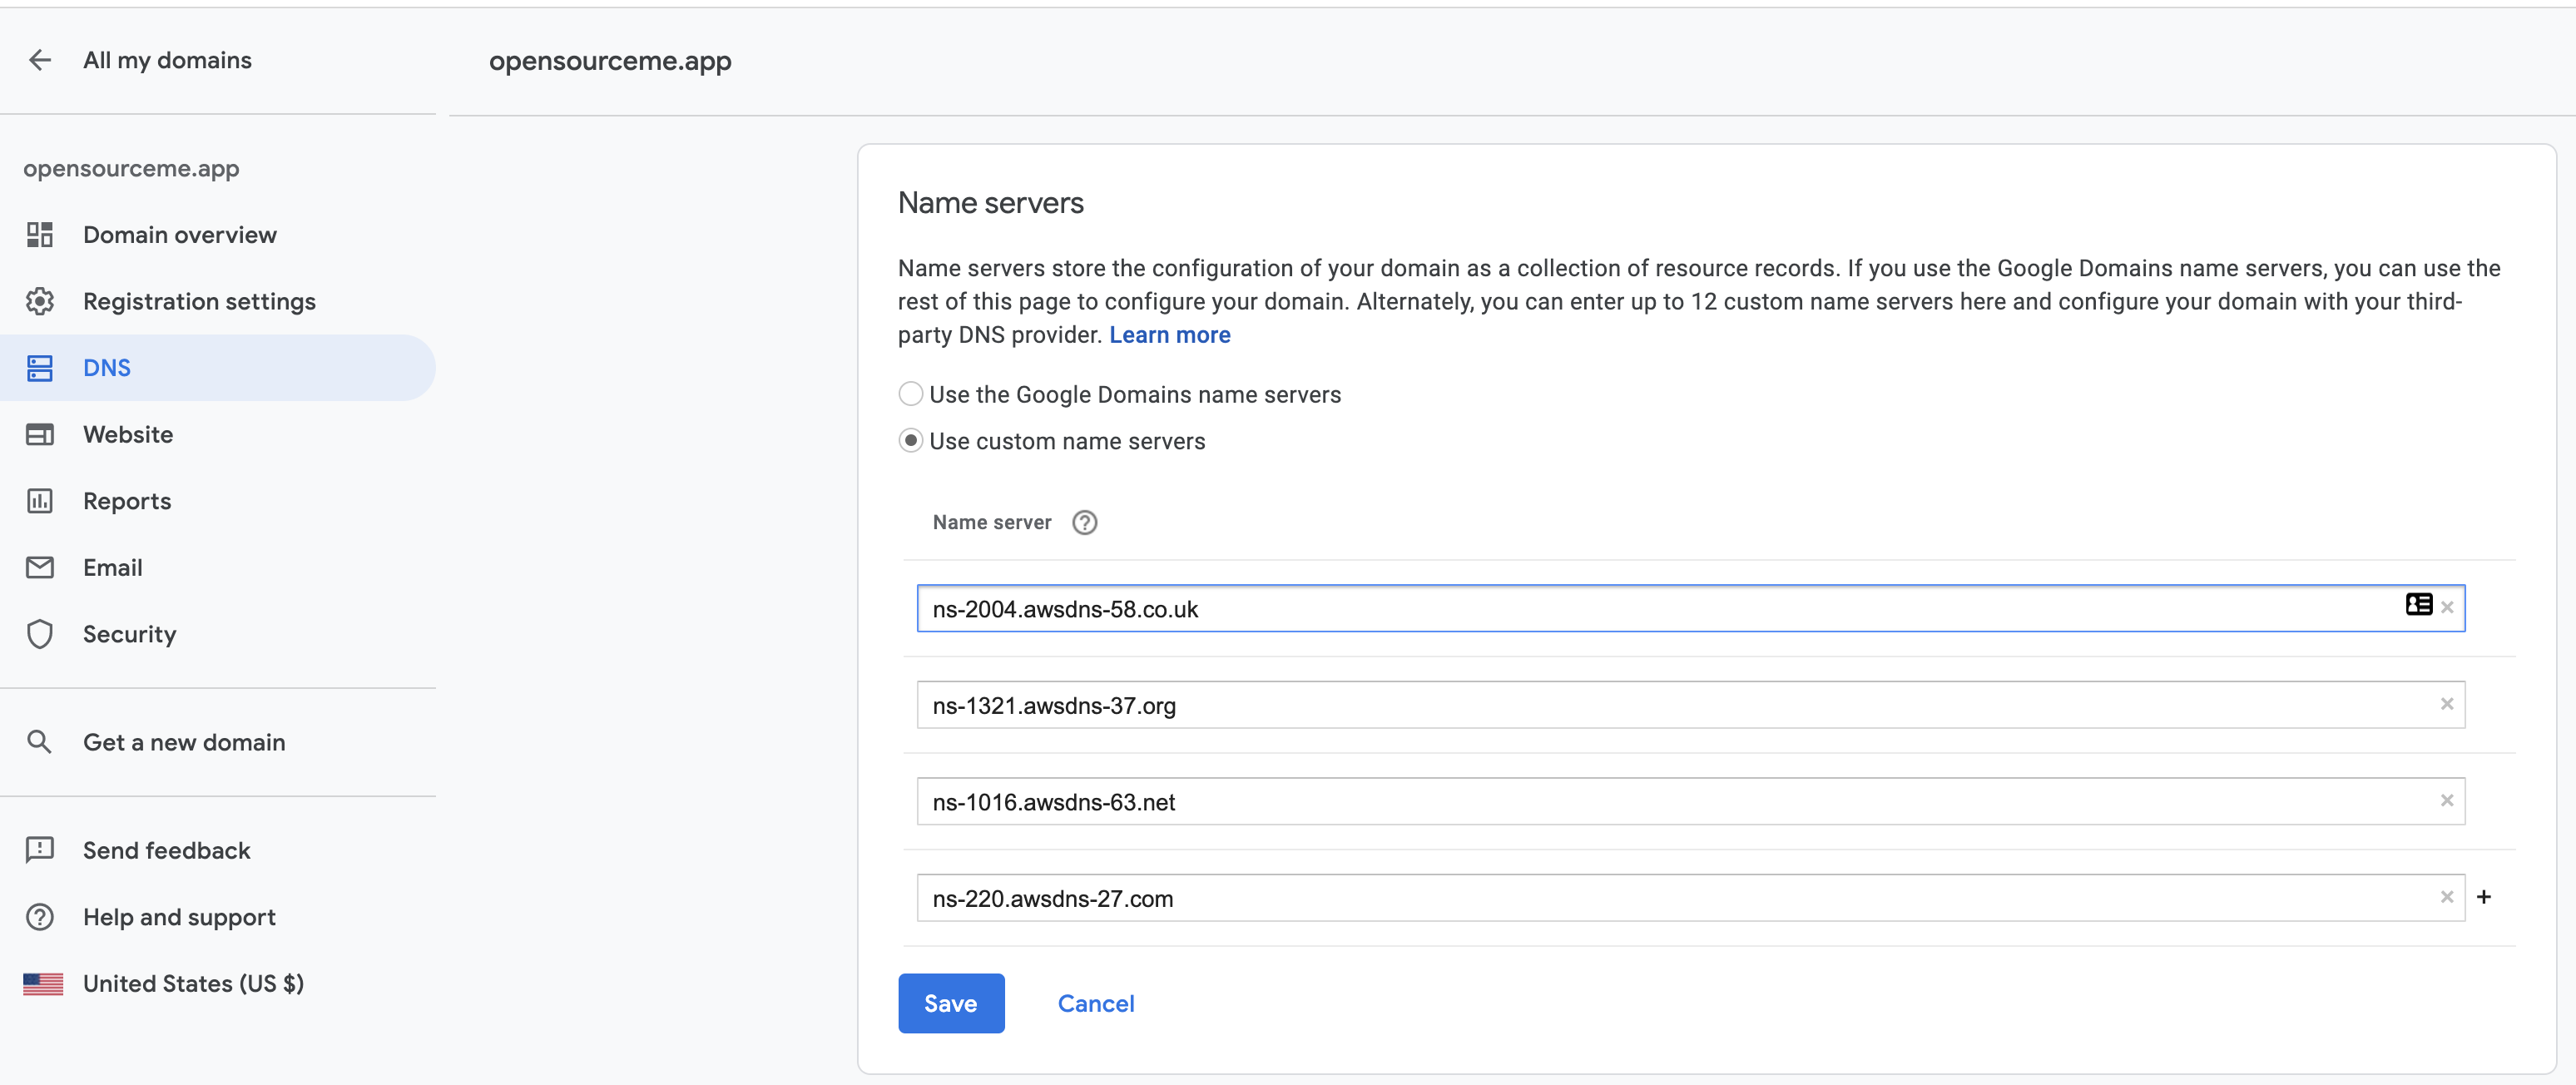 All my domains
opensourceme.app
opensourceme.app
Domain overview
Registration settings
DNS
Website
Reports
Email
Security
Get a new domain
Send feedback
Help and support
United States (US $)
Name servers
Name servers store the configuration of your domain as a collection of resource records. If you use the Google Domains name servers, you can use the
rest of this page to configure your domain. Alternately, you can enter up to 12 custom name servers here and configure your domain with your third-
party DNS provider. Learn more
Use the Google Domains name servers
Use custom name servers
Name server ?
ns-2004.awsdns-58.co.uk
ns-1321.awsdns-37.org
ns-1016.awsdns-63.net
ns-220.awsdns-27.com
Save Cancel